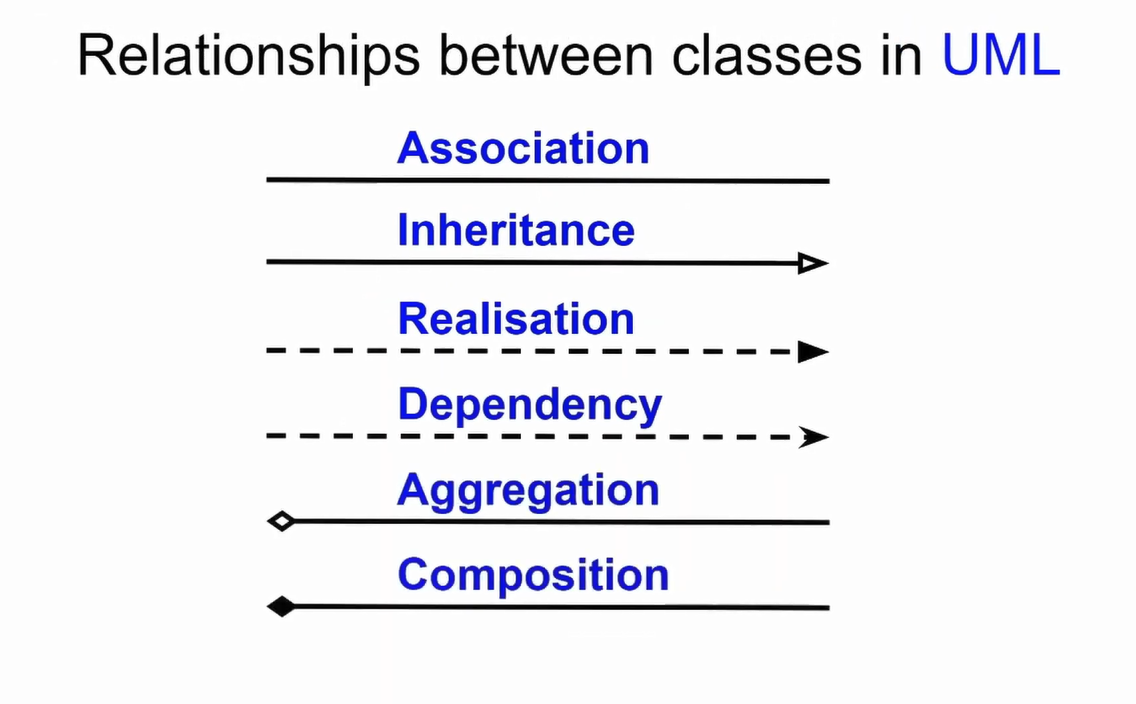 Relationships between classes in UML
Association
Inheritance
Realisation
Dependency
Aggregation
Composition